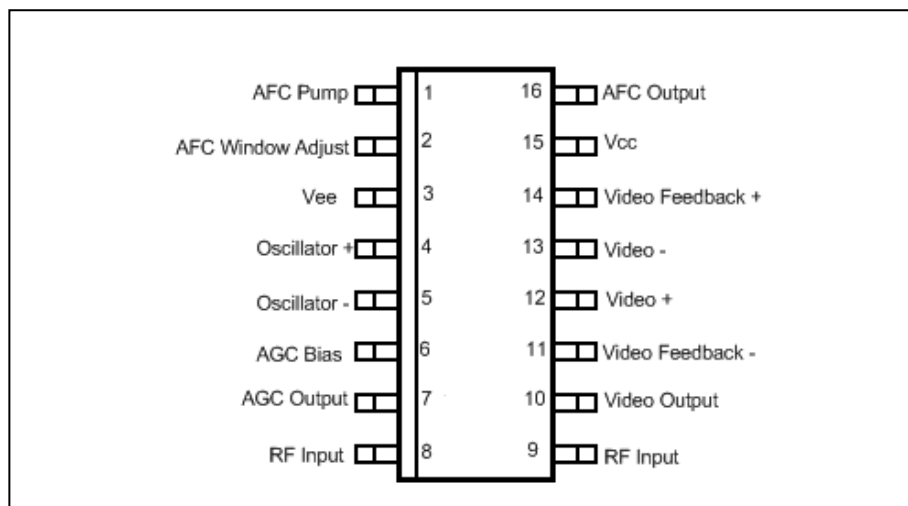 AFC Pump 1 16 AFC Output
AFC Window Adjust 2 15 Vcc
Vee 3 14 Video Feedback +
Oscillator + 4 13 Video -
Oscillator - 5 12 Video +
AGC Bias 6 11 Video Feedback -
AGC Output 7 10 Video Output
RF Input 8 9 RF Input